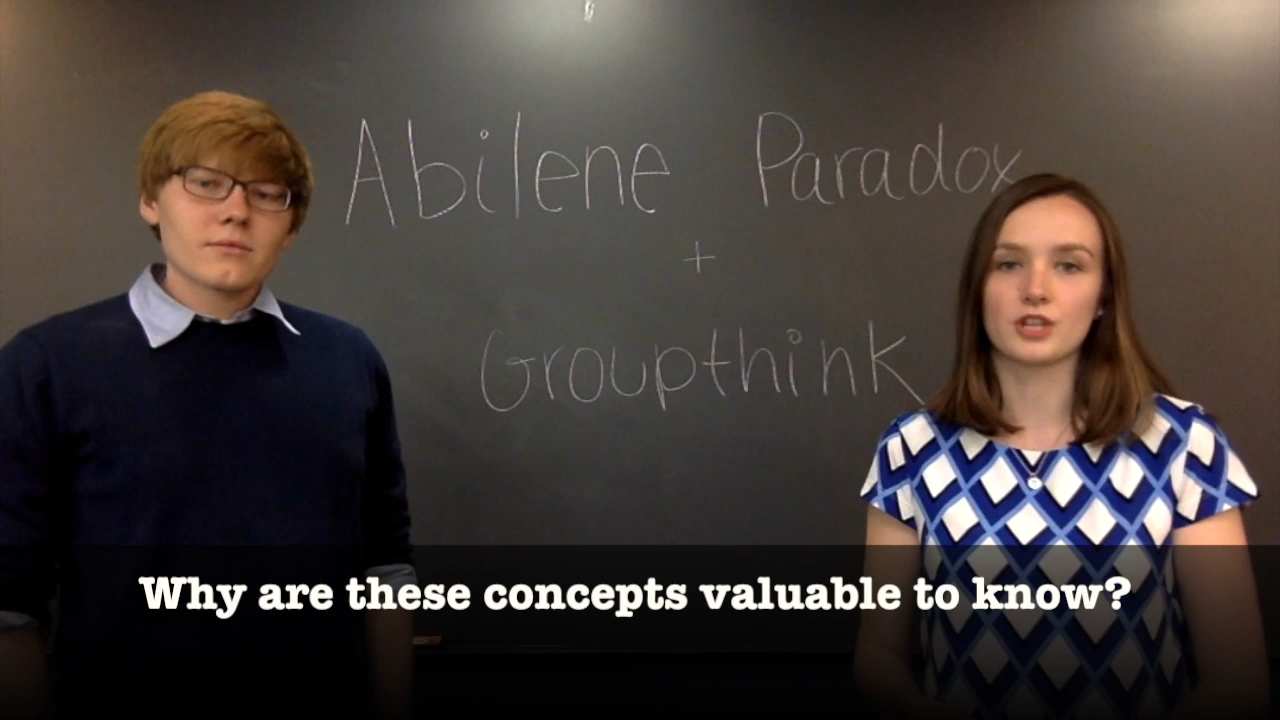 Abilene Paradox
+
Groupthink
Why are these concepts valuable to know?